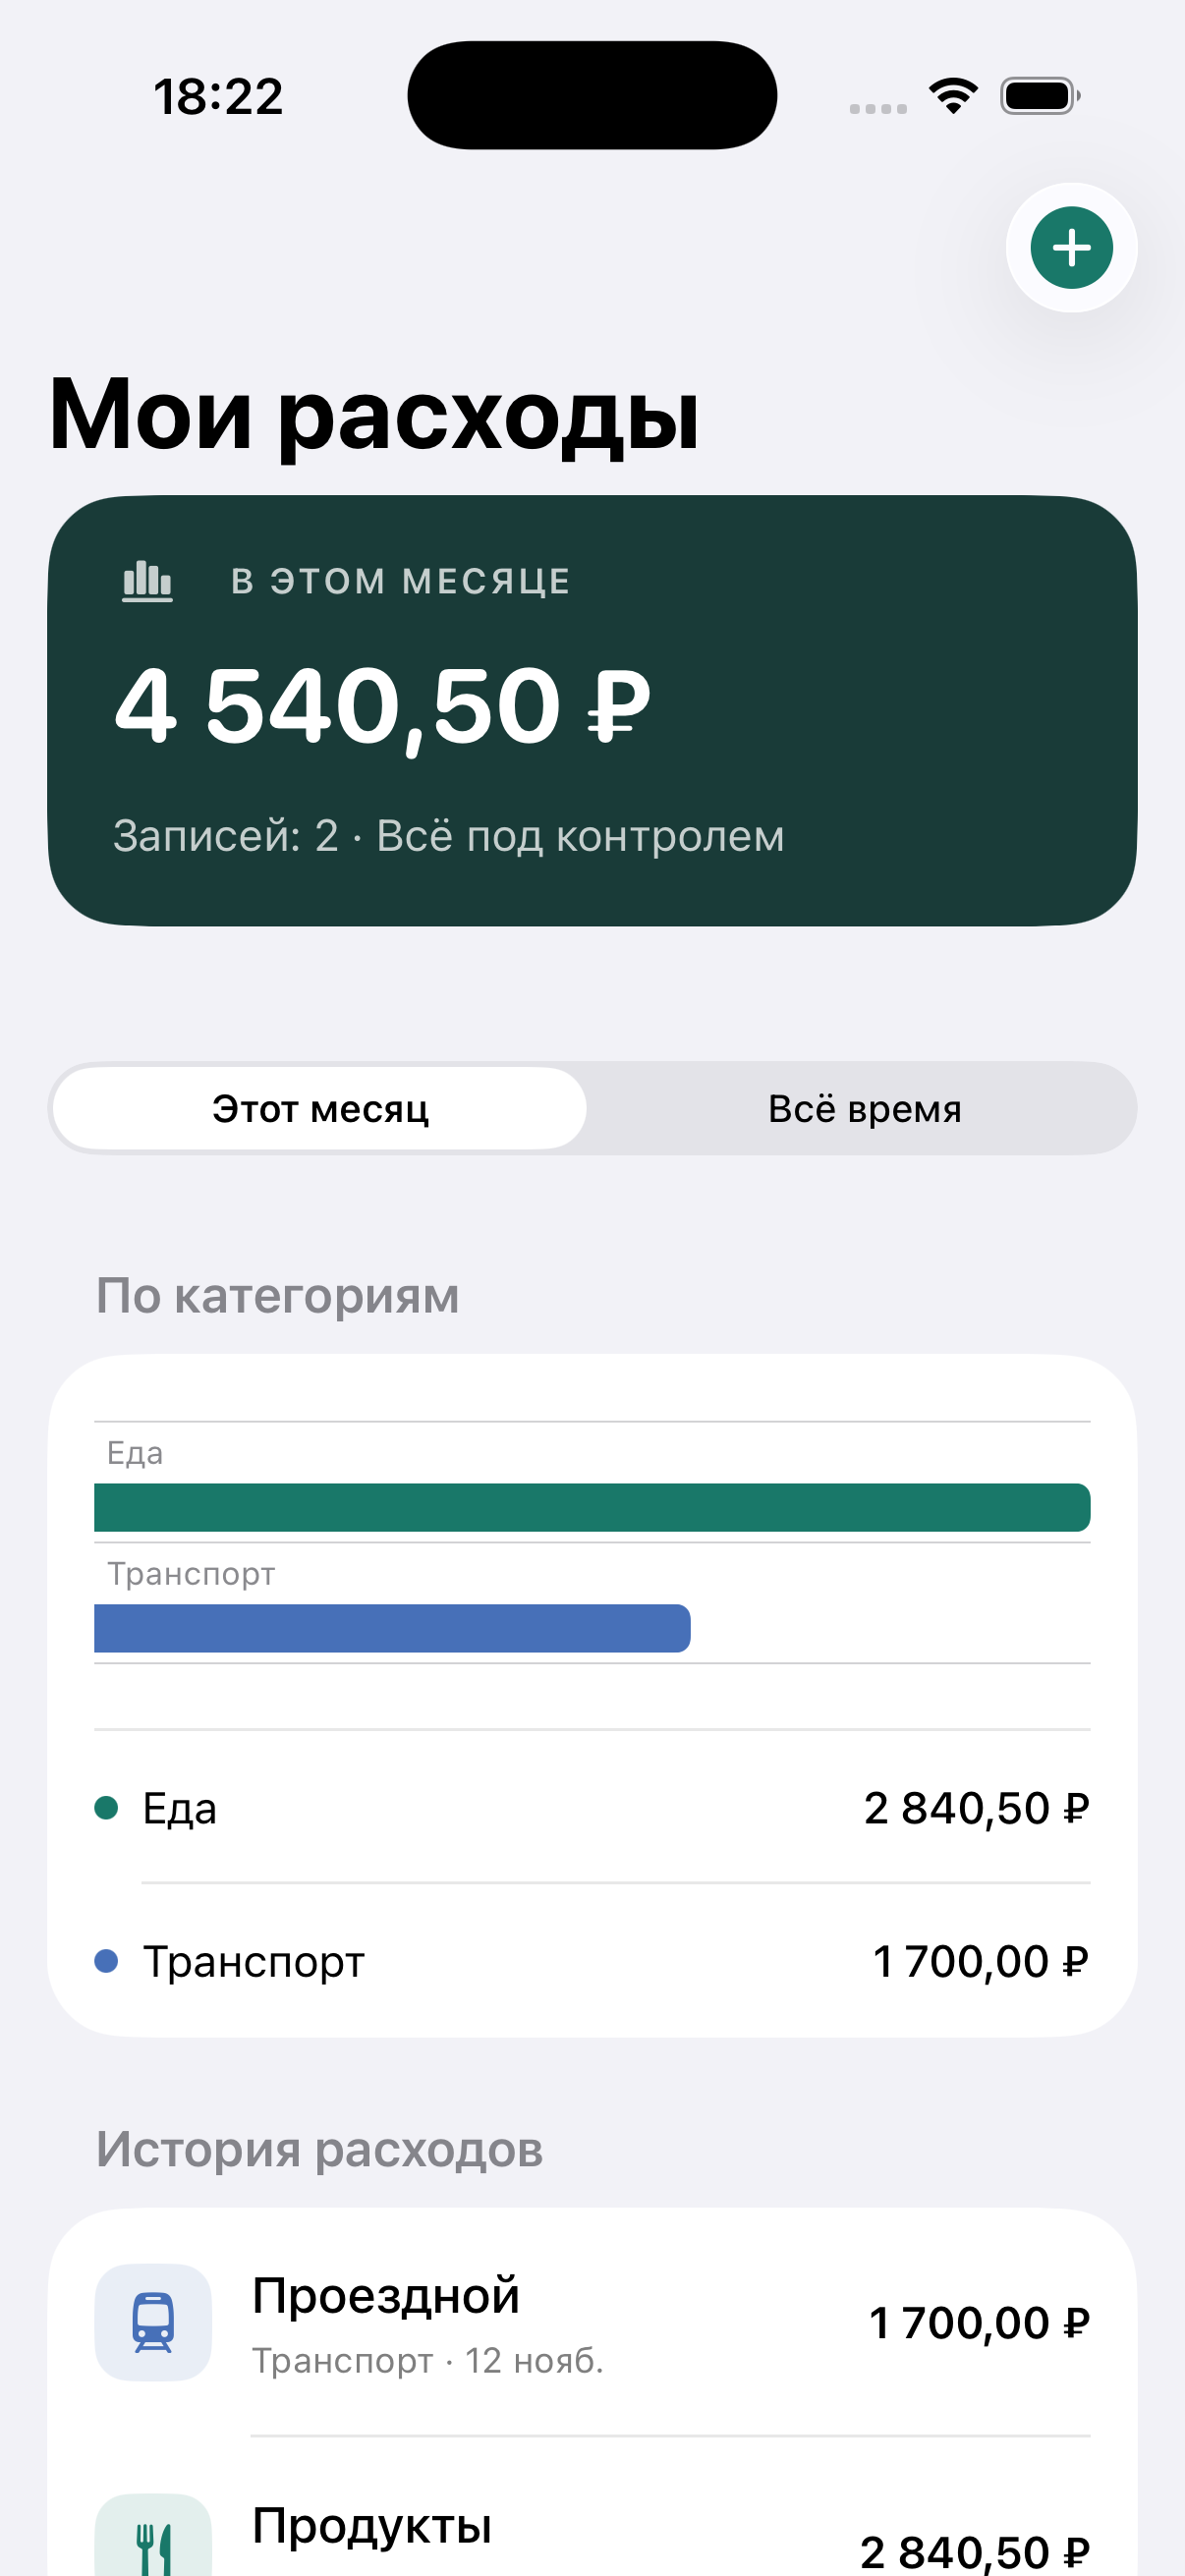 18:22
Мои расходы
В ЭТОМ МЕСЯЦЕ
4 540,50 ₽
Записей: 2 · Всё под контролем
Этот месяц
Всё время
По категориям
Еда
Транспорт
Еда 2 840,50 ₽
Транспорт 1 700,00 ₽
История расходов
Проездной
Транспорт · 12 нояб.
1 700,00 ₽
Продукты
2 840,50 ₽